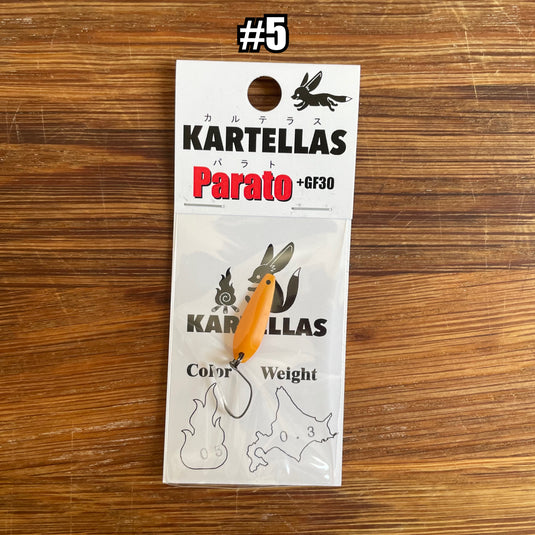 #5
カルテラス
KARTELLAS
パラト
Parato +GF30
KARTELLAS
Color Weight
05 0.3